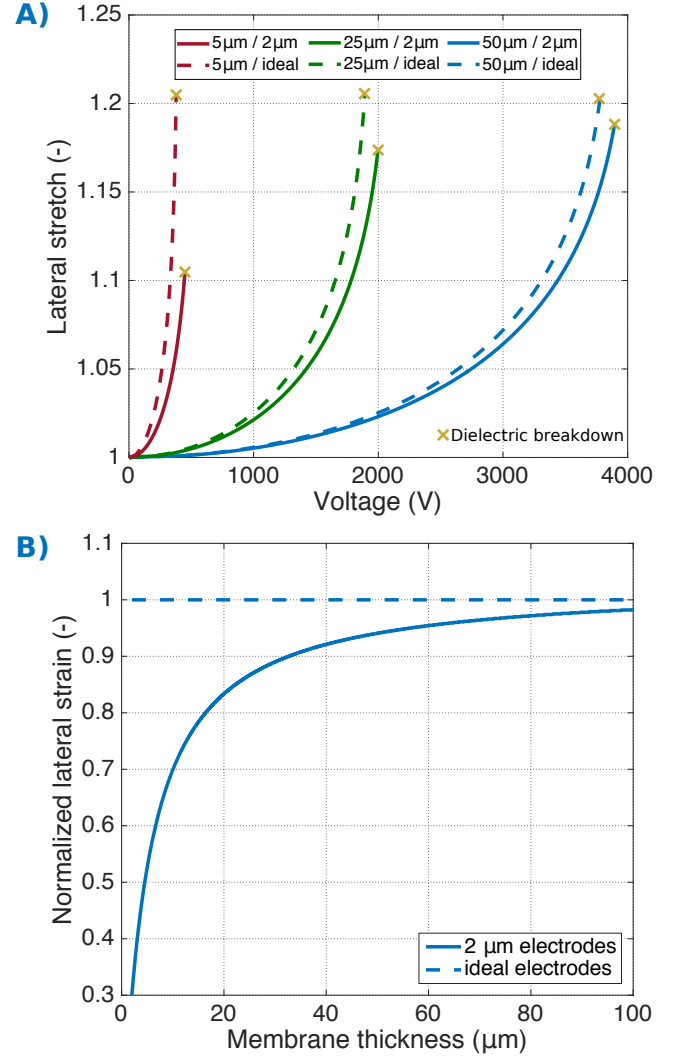 A)
5µm / 2µm 25µm / 2µm 50µm / 2µm
5µm / ideal 25µm / ideal 50µm / ideal
1.25
1.2
1.15
1.1
1.05
1
Lateral stretch (-)
Dielectric breakdown
0 1000 2000 3000 4000
Voltage (V)
B)
1.1
1
0.9
0.8
0.7
0.6
0.5
0.4
0.3
Normalized lateral strain (-)
2 µm electrodes
ideal electrodes
0 20 40 60 80 100
Membrane thickness (µm)